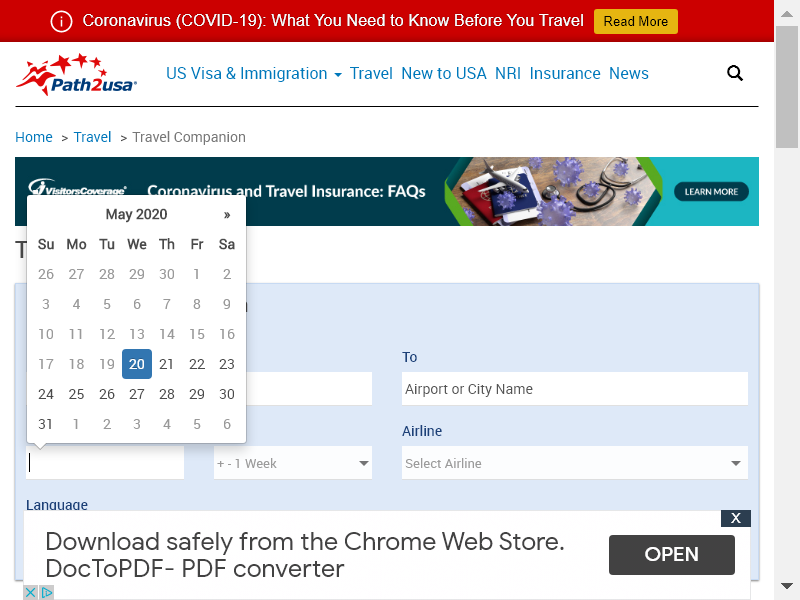 Coronavirus (COVID-19): What You Need to Know Before You Travel Read More
Path2usa
US Visa & Immigration Travel New to USA NRI Insurance News
Home > Travel > Travel Companion
VisitorsCoverage Coronavirus and Travel Insurance: FAQs LEARN MORE
May 2020 »
T
Su Mo Tu We Th Fr Sa
26 27 28 29 30 1 2
3 4 5 6 7 8 9
10 11 12 13 14 15 16
17 18 19 20 21 22 23
24 25 26 27 28 29 30
31 1 2 3 4 5 6
To
Airport or City Name
Airline
+ - 1 Week
Select Airline
Language
X
Download safely from the Chrome Web Store.
DocToPDF- PDF converter
OPEN